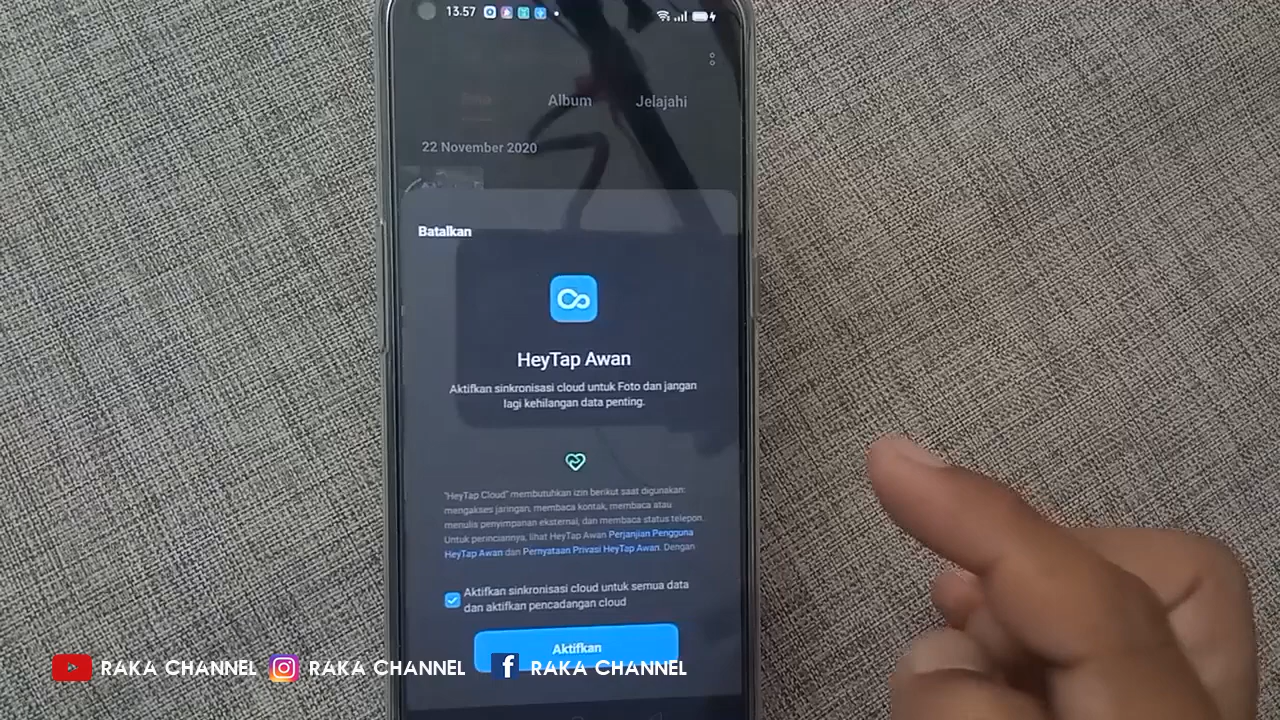 13.57
Foto Album Jelajahi
22 November 2020
Batalkan
HeyTap Awan
Aktifkan sinkronisasi cloud untuk Foto dan jangan
lagi kehilangan data penting.
"HeyTap Cloud" membutuhkan izin berikut saat digunakan:
mengakses jaringan, membaca kontak, membaca atau
menulis penyimpanan eksternal, dan membaca status telepon.
Untuk perinciannya, lihat HeyTap Awan Perjanjian Pengguna
HeyTap Awan dan Pernyataan Privasi HeyTap Awan. Dengan
Aktifkan sinkronisasi cloud untuk semua data
dan aktifkan pencadangan cloud
Aktifkan
RAKA CHANNEL RAKA CHANNEL RAKA CHANNEL